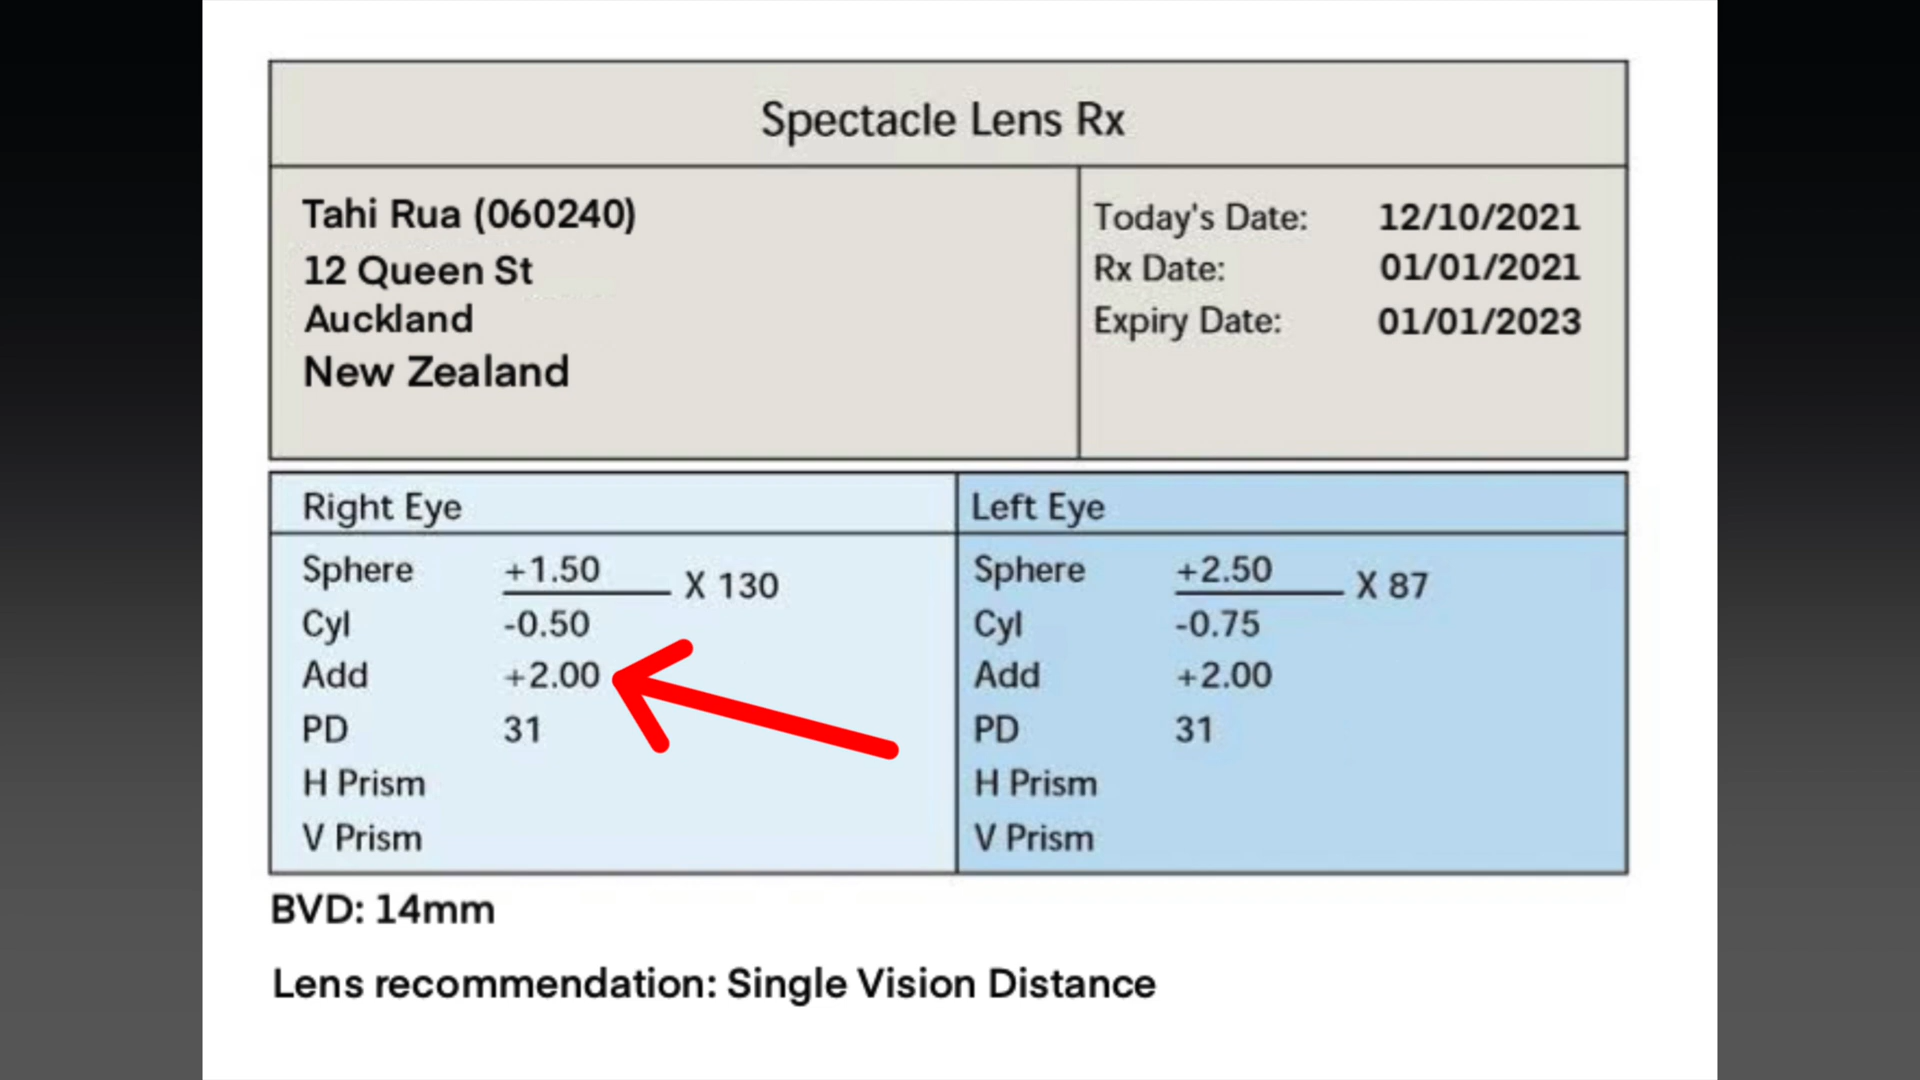 Spectacle Lens Rx
Tahi Rua (060240)
12 Queen St
Auckland
New Zealand
Today's Date: 12/10/2021
Rx Date: 01/01/2021
Expiry Date: 01/01/2023
Right Eye
Sphere +1.50 X 130
Cyl -0.50
Add +2.00
PD 31
H Prism
V Prism
Left Eye
Sphere +2.50 X 87
Cyl -0.75
Add +2.00
PD 31
H Prism
V Prism
BVD: 14mm
Lens recommendation: Single Vision Distance